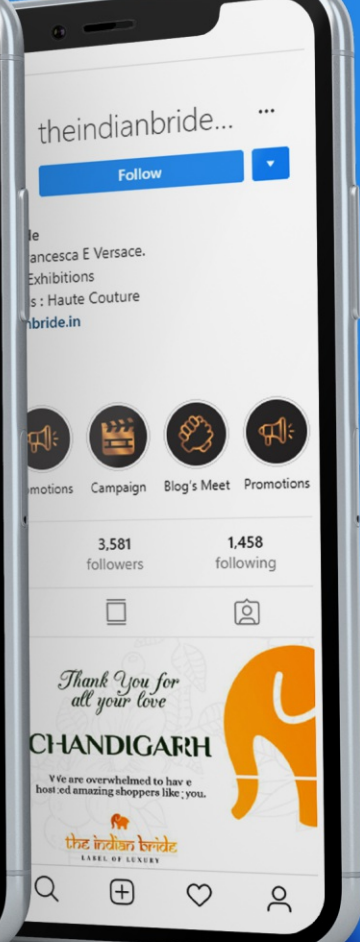 theindianbride...
Follow
le
ancesca E Versace.
Exhibitions
s : Haute Couture
nbride.in
motions Campaign Blog's Meet Promotions
3,581 1,458
followers following
Thank You for
all your love
CHANDIGARH
We are overwhelmed to have
hosted amazing shoppers like you.
the indian bride
LABEL OF LUXURY